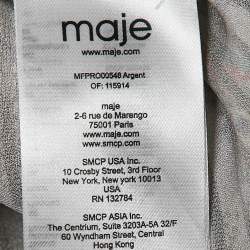 maje
www.maje.com
MFPRO00548 Argent
OF: 115914
maje
2-6 rue de Marengo
75001 Paris
www.maje.com
www.smcp.com
SMCP USA Inc.
10 Crosby Street, 3rd Floor
New York, New york 10013
USA
RN 132784
SMCP ASIA Inc.
The Centrium, Suite 3203A-5A 32/F
60 Wyndham Street, Central
Hong Kong